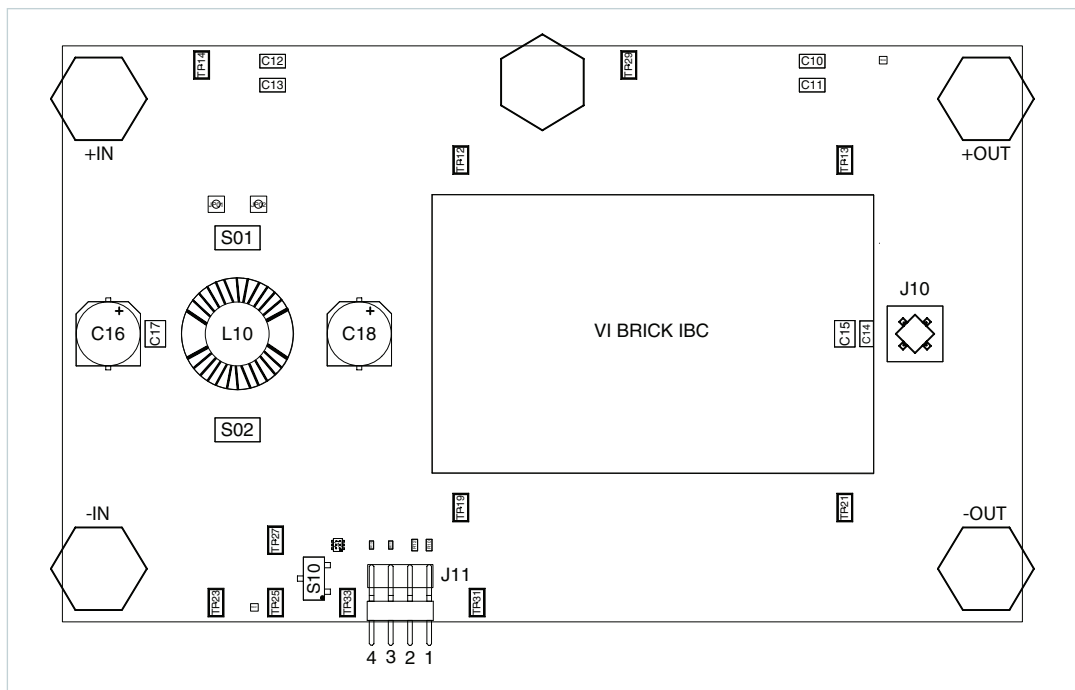 TP14
C12
C13
TP29
C10
C11
+IN
+OUT
TP12
TP13
S01
J10
+
C16
C17
L10
+
C18
VI BRICK IBC
C15
C14
S02
TP19
TP21
-IN
-OUT
TP27
S10
J11
TP23
TP25
TP33
TP31
4 3 2 1